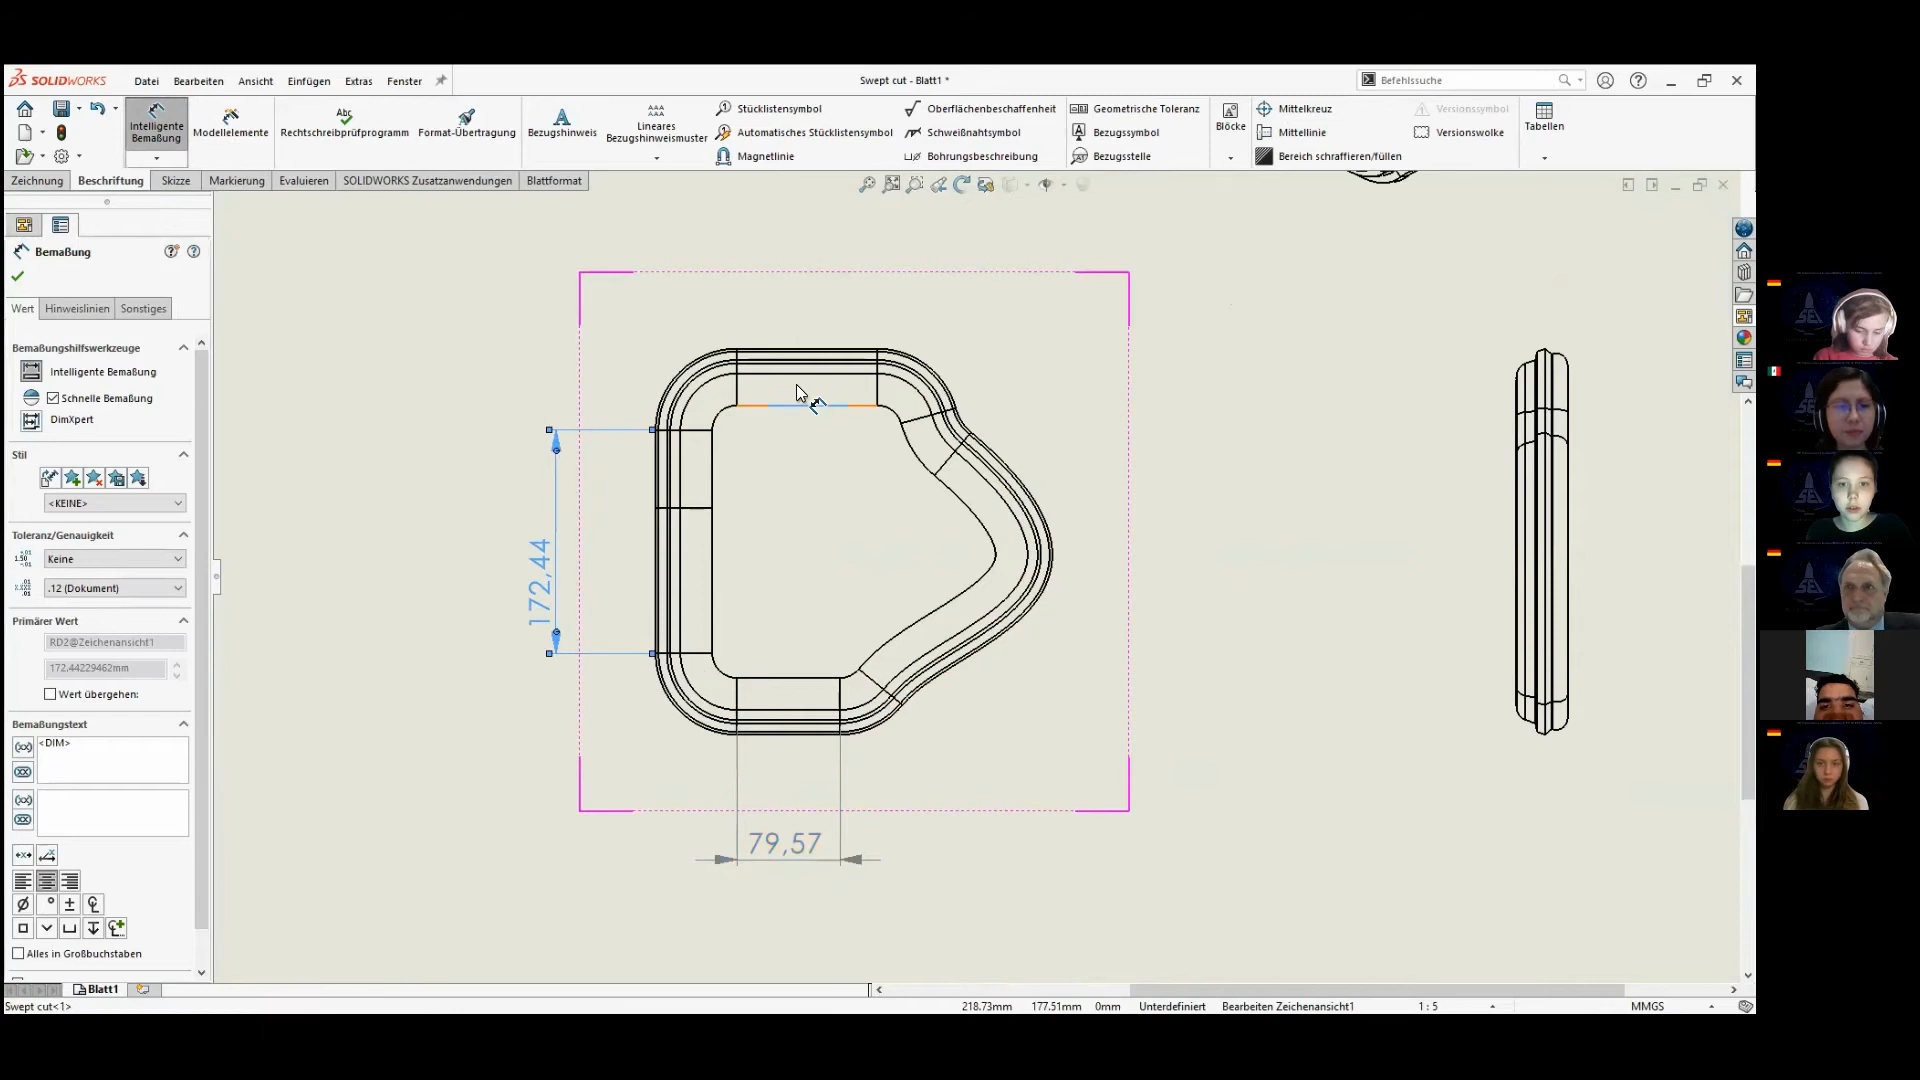 SOLIDWORKS
Datei Bearbeiten Ansicht Einfügen Extras Fenster
Swept cut - Blatt1 *
Befehlssuche
Intelligente Bemaßung
Modellelemente
Abc
Rechtschreibprüfprogramm
Format-Übertragung
Bezugshinweis
Lineares Bezugshinweismuster
Stücklistensymbol
Automatisches Stücklistensymbol
Magnetlinie
Oberflächenbeschaffenheit
Schweißnahtsymbol
Bohrungsbeschreibung
Geometrische Toleranz
Bezugssymbol
Bezugsstelle
Blöcke
Mittelkreuz
Mittellinie
Bereich schraffieren/füllen
Versionssymbol
Versionswolke
Tabellen
Zeichnung Beschriftung Skizze Markierung Evaluieren SOLIDWORKS Zusatzanwendungen Blattformat
Bemaßung
Wert Hinweislinien Sonstiges
Bemaßungshilfswerkzeuge
Intelligente Bemaßung
Schnelle Bemaßung
DimXpert
Stil
<KEINE>
Toleranz/Genauigkeit
Keine
.12 (Dokument)
Primärer Wert
RD2@Zeichenansicht1
172.44229462mm
Wert übergehen:
Bemaßungstext
<DIM>
Alles in Großbuchstaben
172,44
79,57
Blatt1
Swept cut<1>
218.73mm 177.51mm 0mm Unterdefiniert Bearbeiten Zeichenansicht1 1 : 5 MMGS